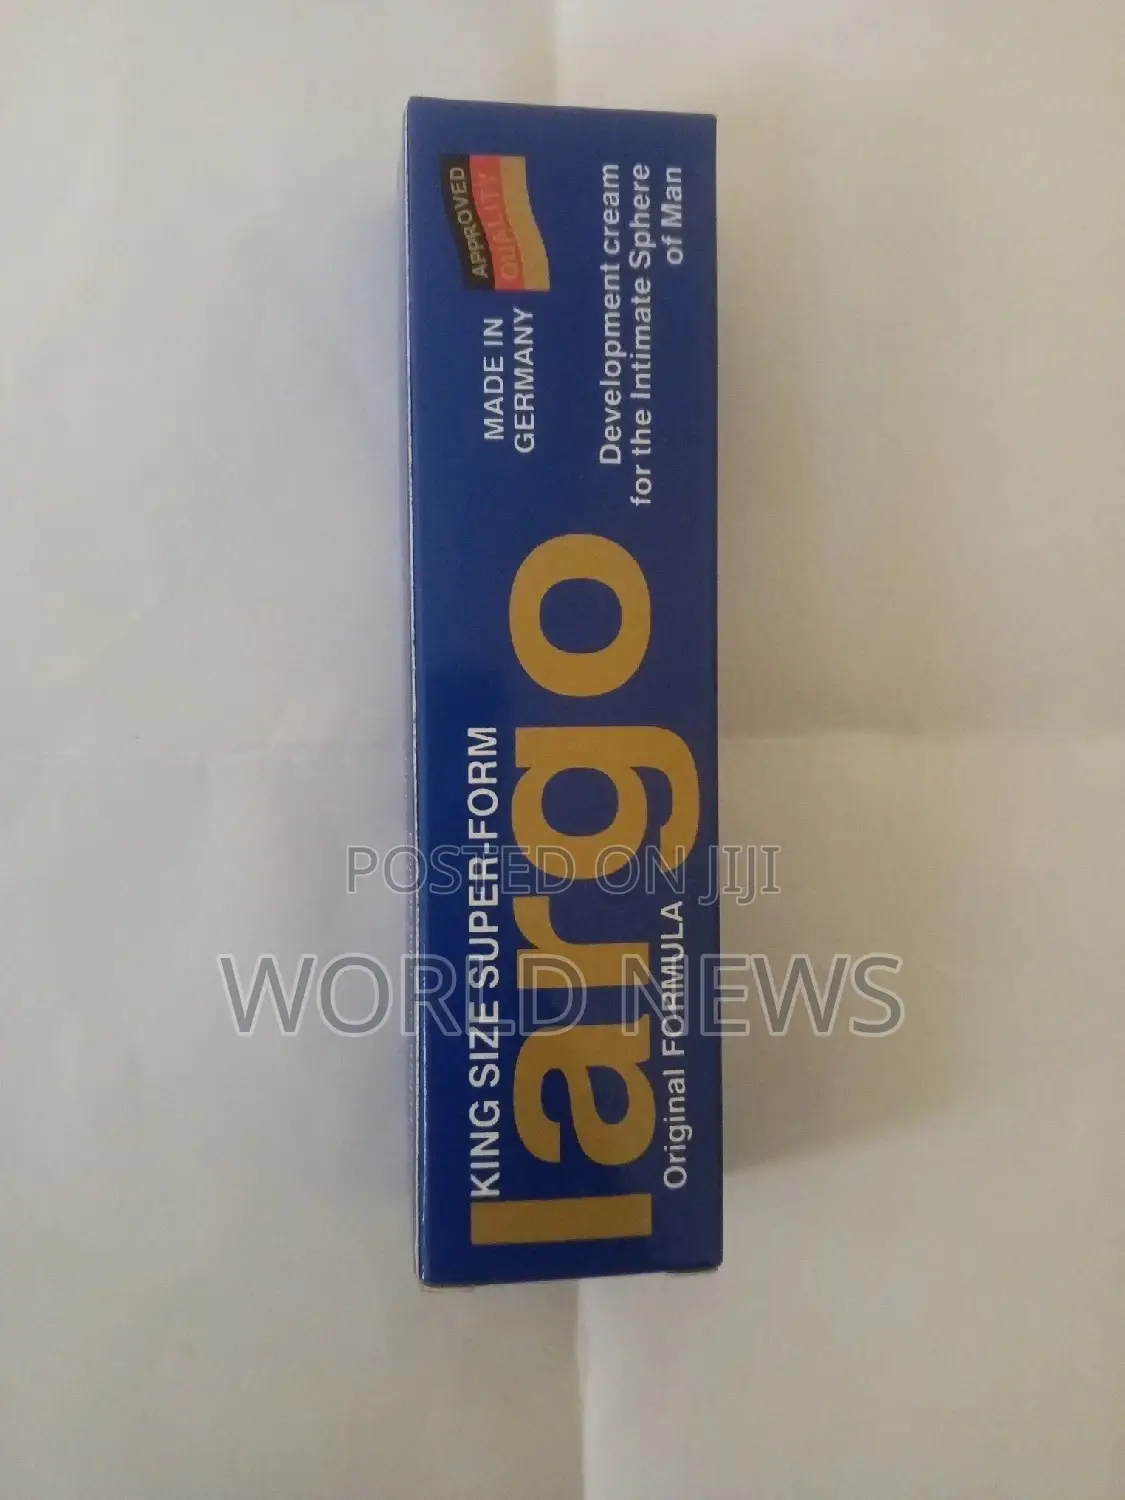 KING SIZE SUPER-FORM
largo
Original FORMULA
MADE IN
GERMANY
APPROVED
QUALITY
Development cream
for the Intimate Sphere
of Man
POSTED ON JIJI
WORLD NEWS